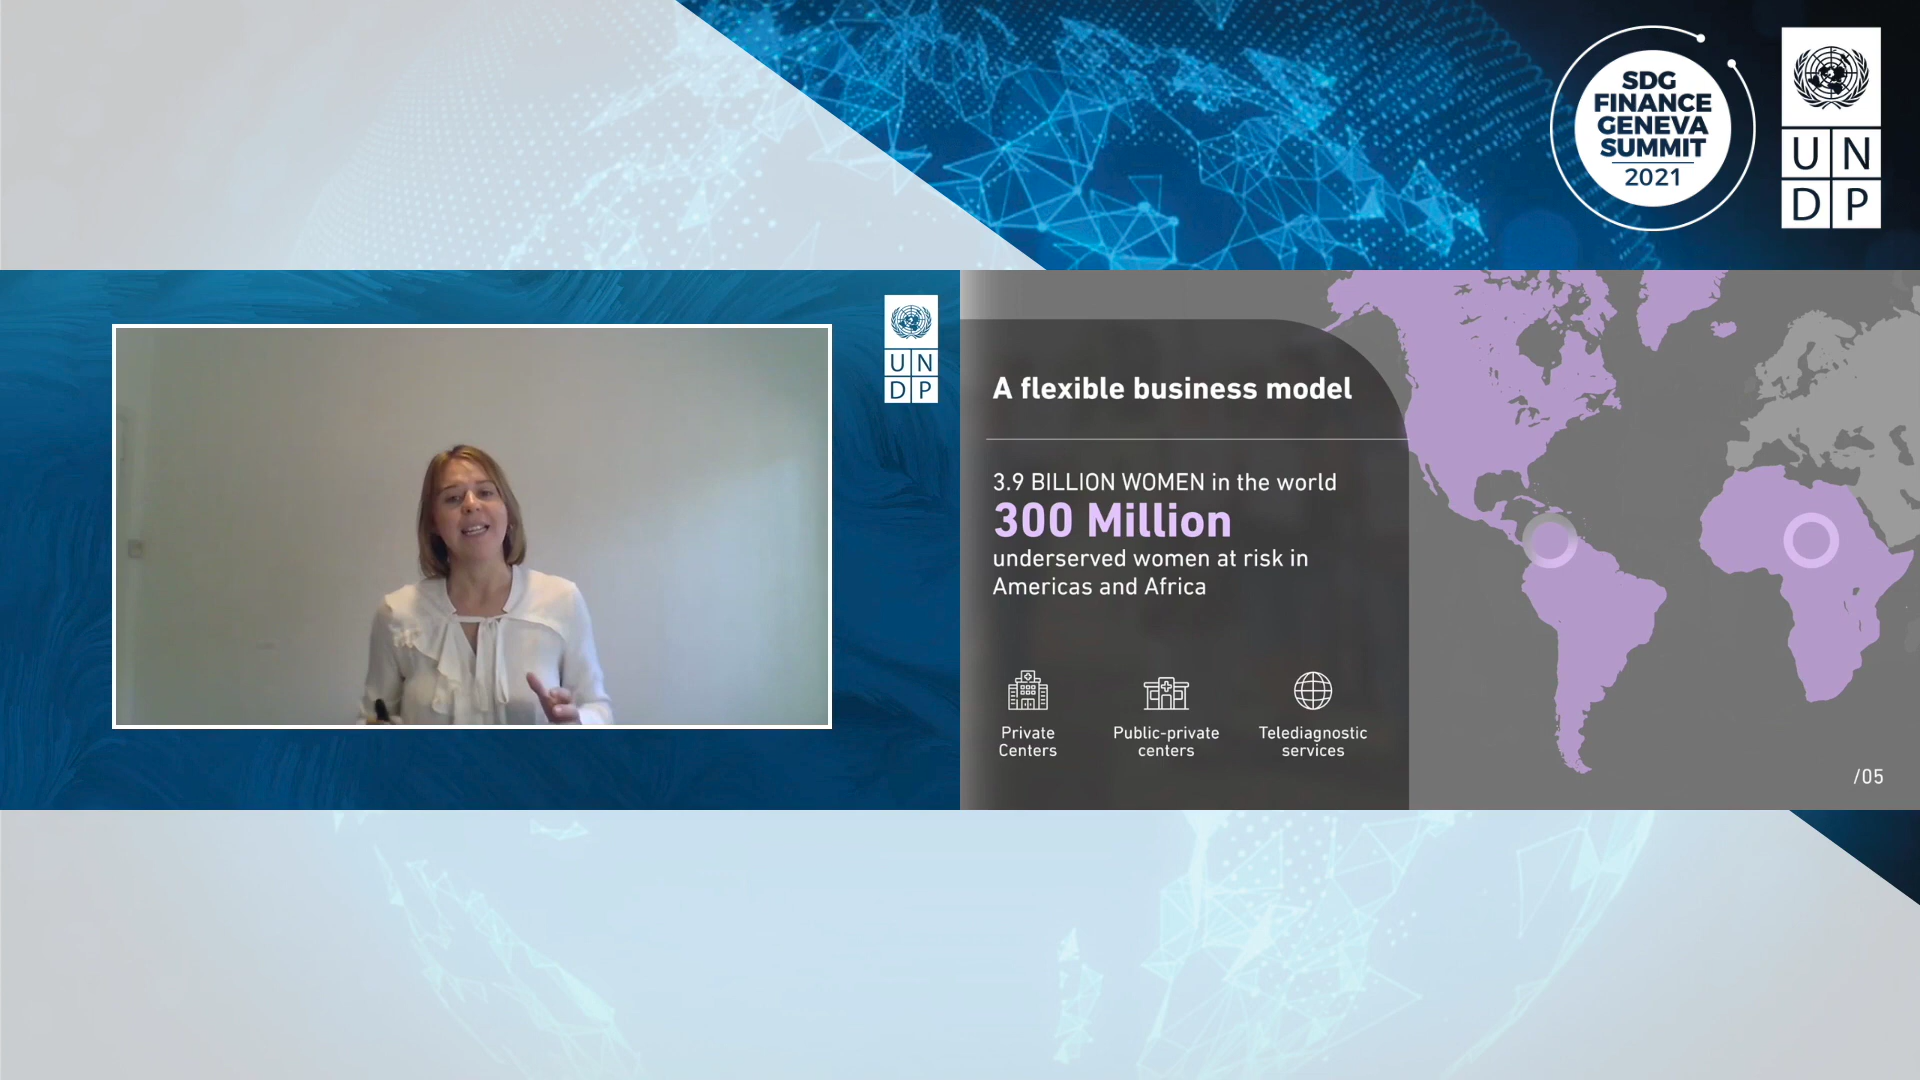 SDG
FINANCE
GENEVA
SUMMIT
2021
U N
D P
U N
D P
A flexible business model
3.9 BILLION WOMEN in the world
300 Million
underserved women at risk in
Americas and Africa
Private
Centers
Public-private
centers
Telediagnostic
services
/05